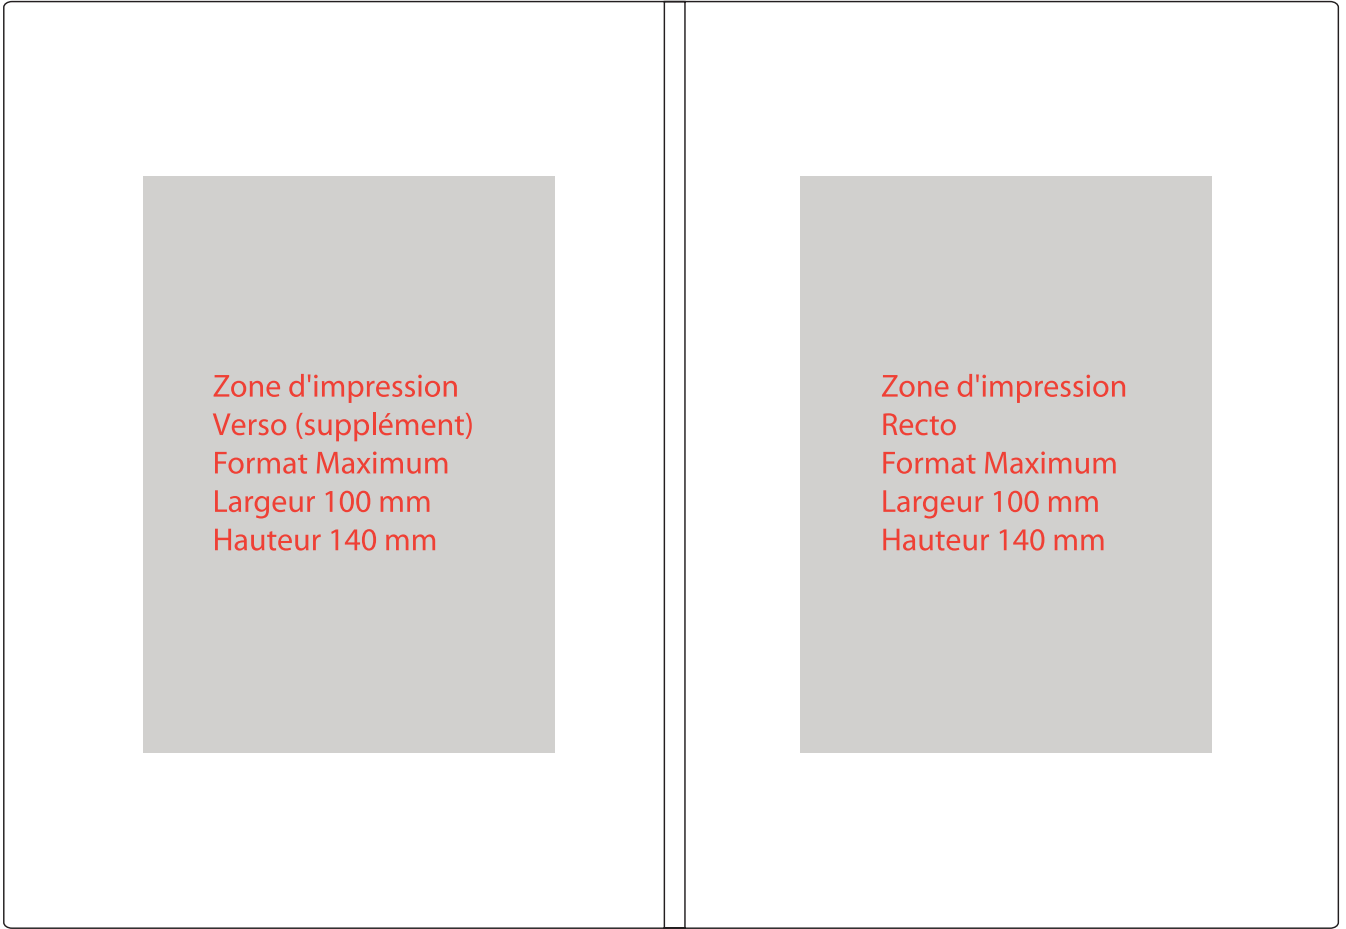 Zone d'impression
Verso (supplément)
Format Maximum
Largeur 100 mm
Hauteur 140 mm
Zone d'impression
Recto
Format Maximum
Largeur 100 mm
Hauteur 140 mm